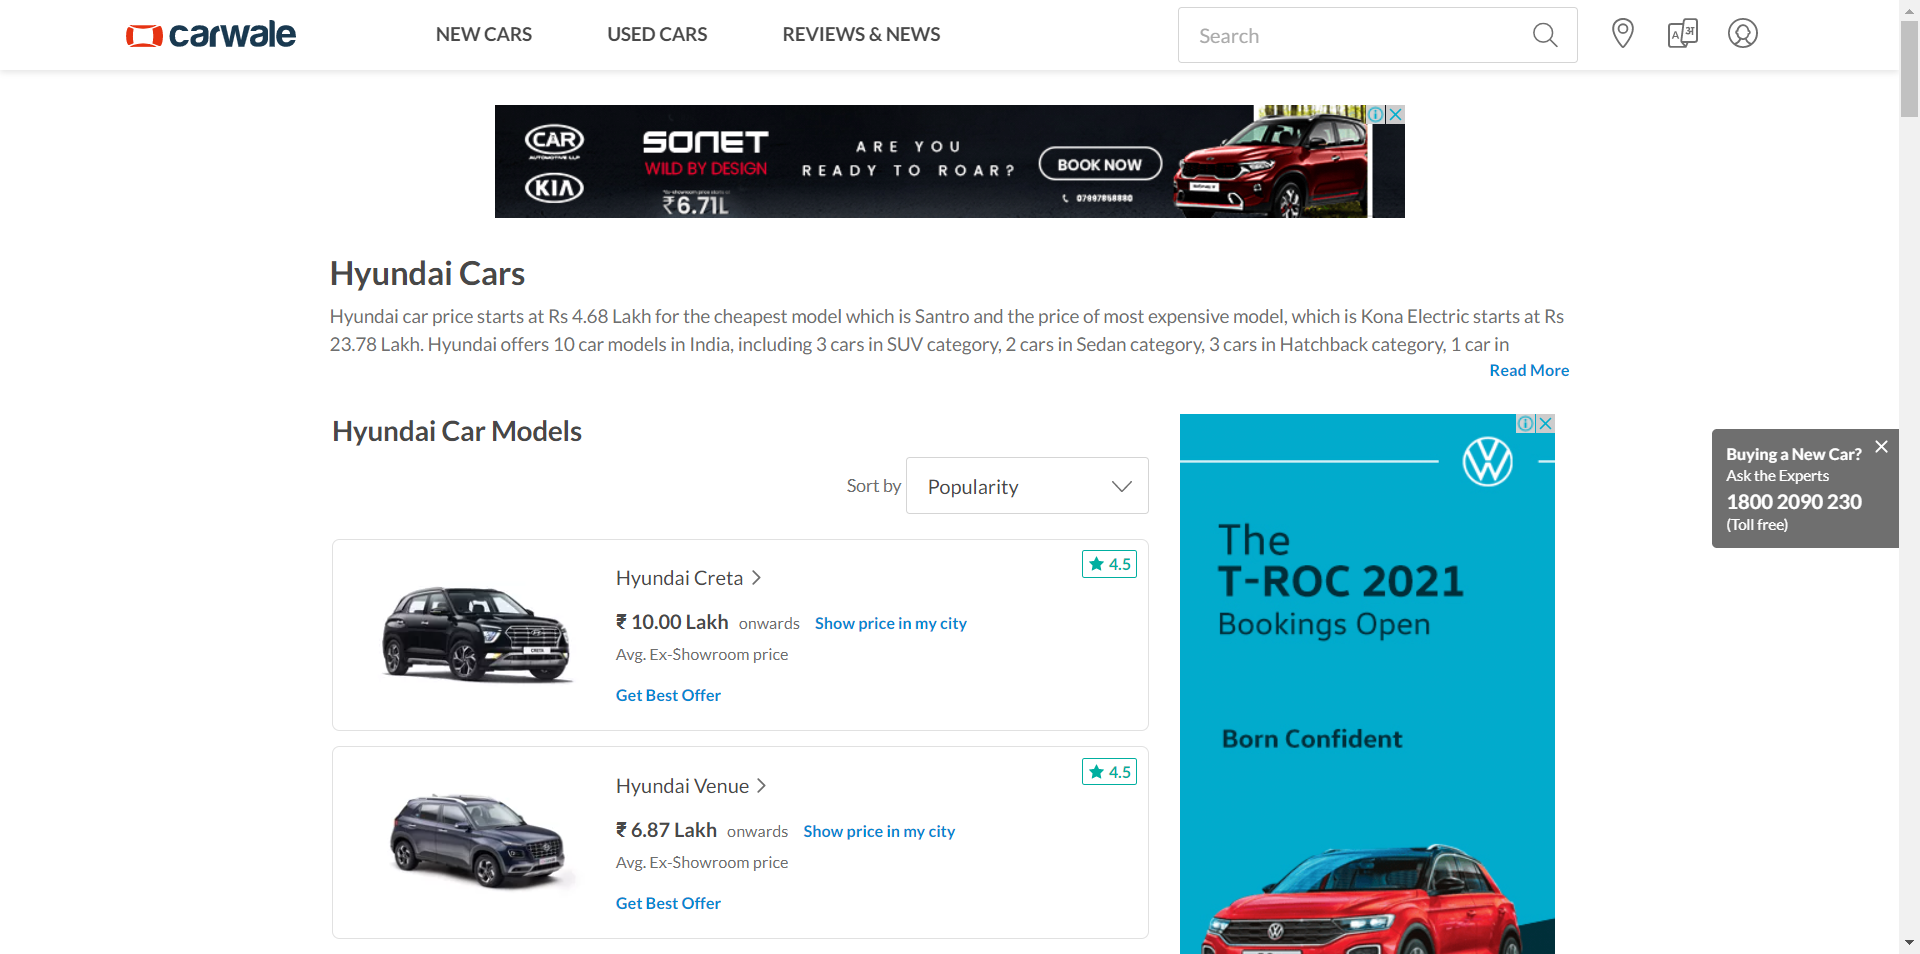 carwale
NEW CARS
USED CARS
REVIEWS & NEWS
Search
CAR
AUTOMOTIVE LLP
KIA
SONET
WILD BY DESIGN
₹6.71L
ARE YOU
READY TO ROAR?
BOOK NOW
07997858880
Hyundai Cars
Hyundai car price starts at Rs 4.68 Lakh for the cheapest model which is Santro and the price of most expensive model, which is Kona Electric starts at Rs
23.78 Lakh. Hyundai offers 10 car models in India, including 3 cars in SUV category, 2 cars in Sedan category, 3 cars in Hatchback category, 1 car in
Read More
Hyundai Car Models
Sort by
Popularity
Hyundai Creta
4.5
₹ 10.00 Lakh onwards Show price in my city
Avg. Ex-Showroom price
Get Best Offer
CRETA
Hyundai Venue
4.5
₹ 6.87 Lakh onwards Show price in my city
Avg. Ex-Showroom price
Get Best Offer
The
T-ROC 2021
Bookings Open
Born Confident
Buying a New Car?
Ask the Experts
1800 2090 230
(Toll free)